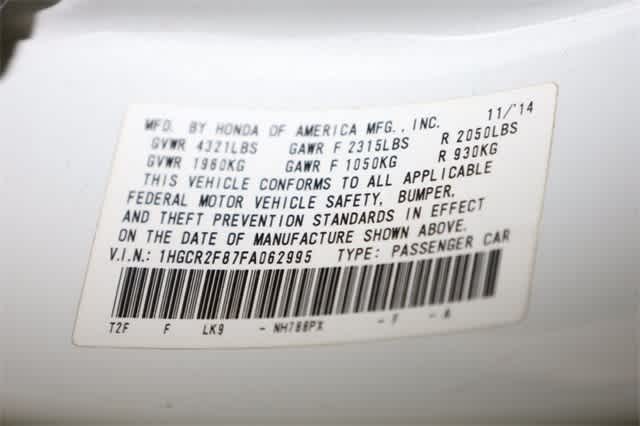 MFD. BY HONDA OF AMERICA MFG., INC. 11/'14
GVWR 4321LBS GAWR F 2315LBS R 2050LBS
GVWR 1960KG GAWR F 1050KG R 930KG
THIS VEHICLE CONFORMS TO ALL APPLICABLE
FEDERAL MOTOR VEHICLE SAFETY, BUMPER,
AND THEFT PREVENTION STANDARDS IN EFFECT
ON THE DATE OF MANUFACTURE SHOWN ABOVE.
V.I.N.: 1HGCR2F87FA062995 TYPE: PASSENGER CAR
T2F F LK9 - NH788PX - F - A